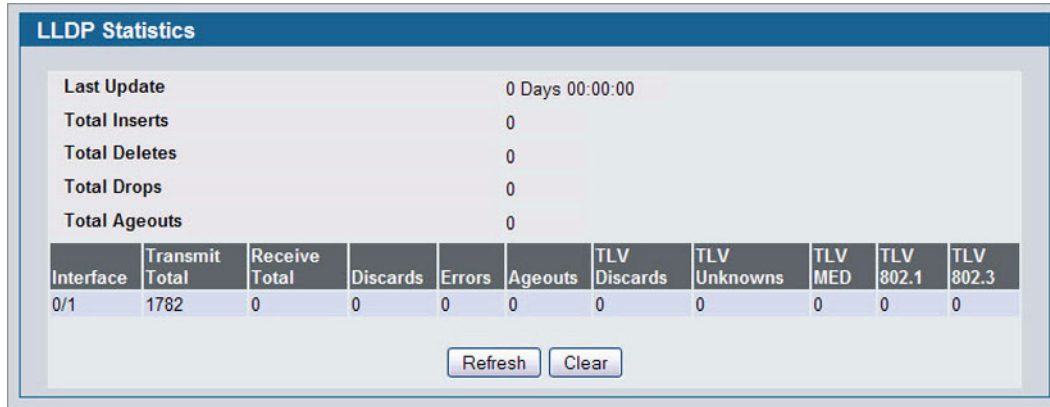 LLDP Statistics
Last Update 0 Days 00:00:00
Total Inserts 0
Total Deletes 0
Total Drops 0
Total Ageouts 0
Interface Transmit Total Receive Total Discards Errors Ageouts TLV Discards TLV Unknowns TLV MED TLV 802.1 TLV 802.3
0/1 1782 0 0 0 0 0 0 0 0 0
Refresh Clear